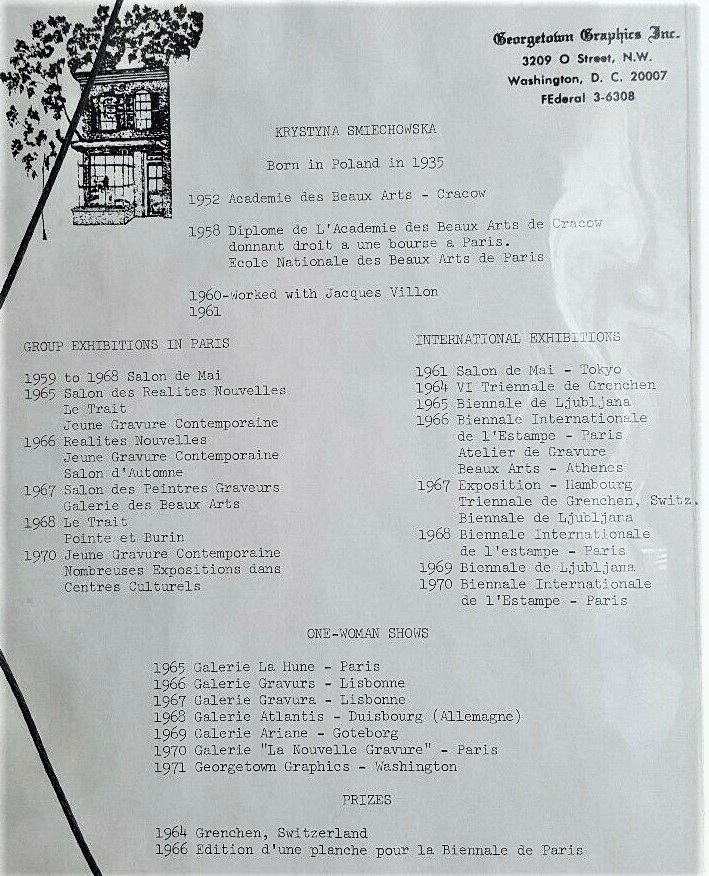 Georgetown Graphics Inc.
3209 O Street, N.W.
Washington, D. C. 20007
FEderal 3-6308
KRYSTYNA SMIECHOWSKA
Born in Poland in 1935
1952 Academie des Beaux Arts - Cracow
1958 Diplome de L'Academie des Beaux Arts de Cracow
donnant droit a une bourse a Paris.
Ecole Nationale des Beaux Arts de Paris
1960-Worked with Jacques Villon
1961
GROUP EXHIBITIONS IN PARIS
1959 to 1968 Salon de Mai
1965 Salon des Realites Nouvelles
Le Trait
Jeune Gravure Contemporaine
1966 Realites Nouvelles
Jeune Gravure Contemporaine
Salon d'Automne
1967 Salon des Peintres Graveurs
Galerie des Beaux Arts
1968 Le Trait
Pointe et Burin
1970 Jeune Gravure Contemporaine
Nombreuses Expositions dans
Centres Culturels
INTERNATIONAL EXHIBITIONS
1961 Salon de Mai - Tokyo
1964 VI Triennale de Grenchen
1965 Biennale de Ljubljana
1966 Biennale Internationale
de l'Estampe - Paris
Atelier de Gravure
Beaux Arts - Athenes
1967 Exposition - Hambourg
Triennale de Grenchen, Switz.
Biennale de Ljubljana
1968 Biennale Internationale
de l'estampe - Paris
1969 Biennale de Ljubljana
1970 Biennale Internationale
de l'Estampe - Paris
ONE-WOMAN SHOWS
1965 Galerie La Hune - Paris
1966 Galerie Gravurs - Lisbonne
1967 Galerie Gravura - Lisbonne
1968 Galerie Atlantis - Duisbourg (Allemagne)
1969 Galerie Ariane - Goteborg
1970 Galerie "La Nouvelle Gravure" - Paris
1971 Georgetown Graphics - Washington
PRIZES
1964 Grenchen, Switzerland
1966 Edition d'une planche pour la Biennale de Paris